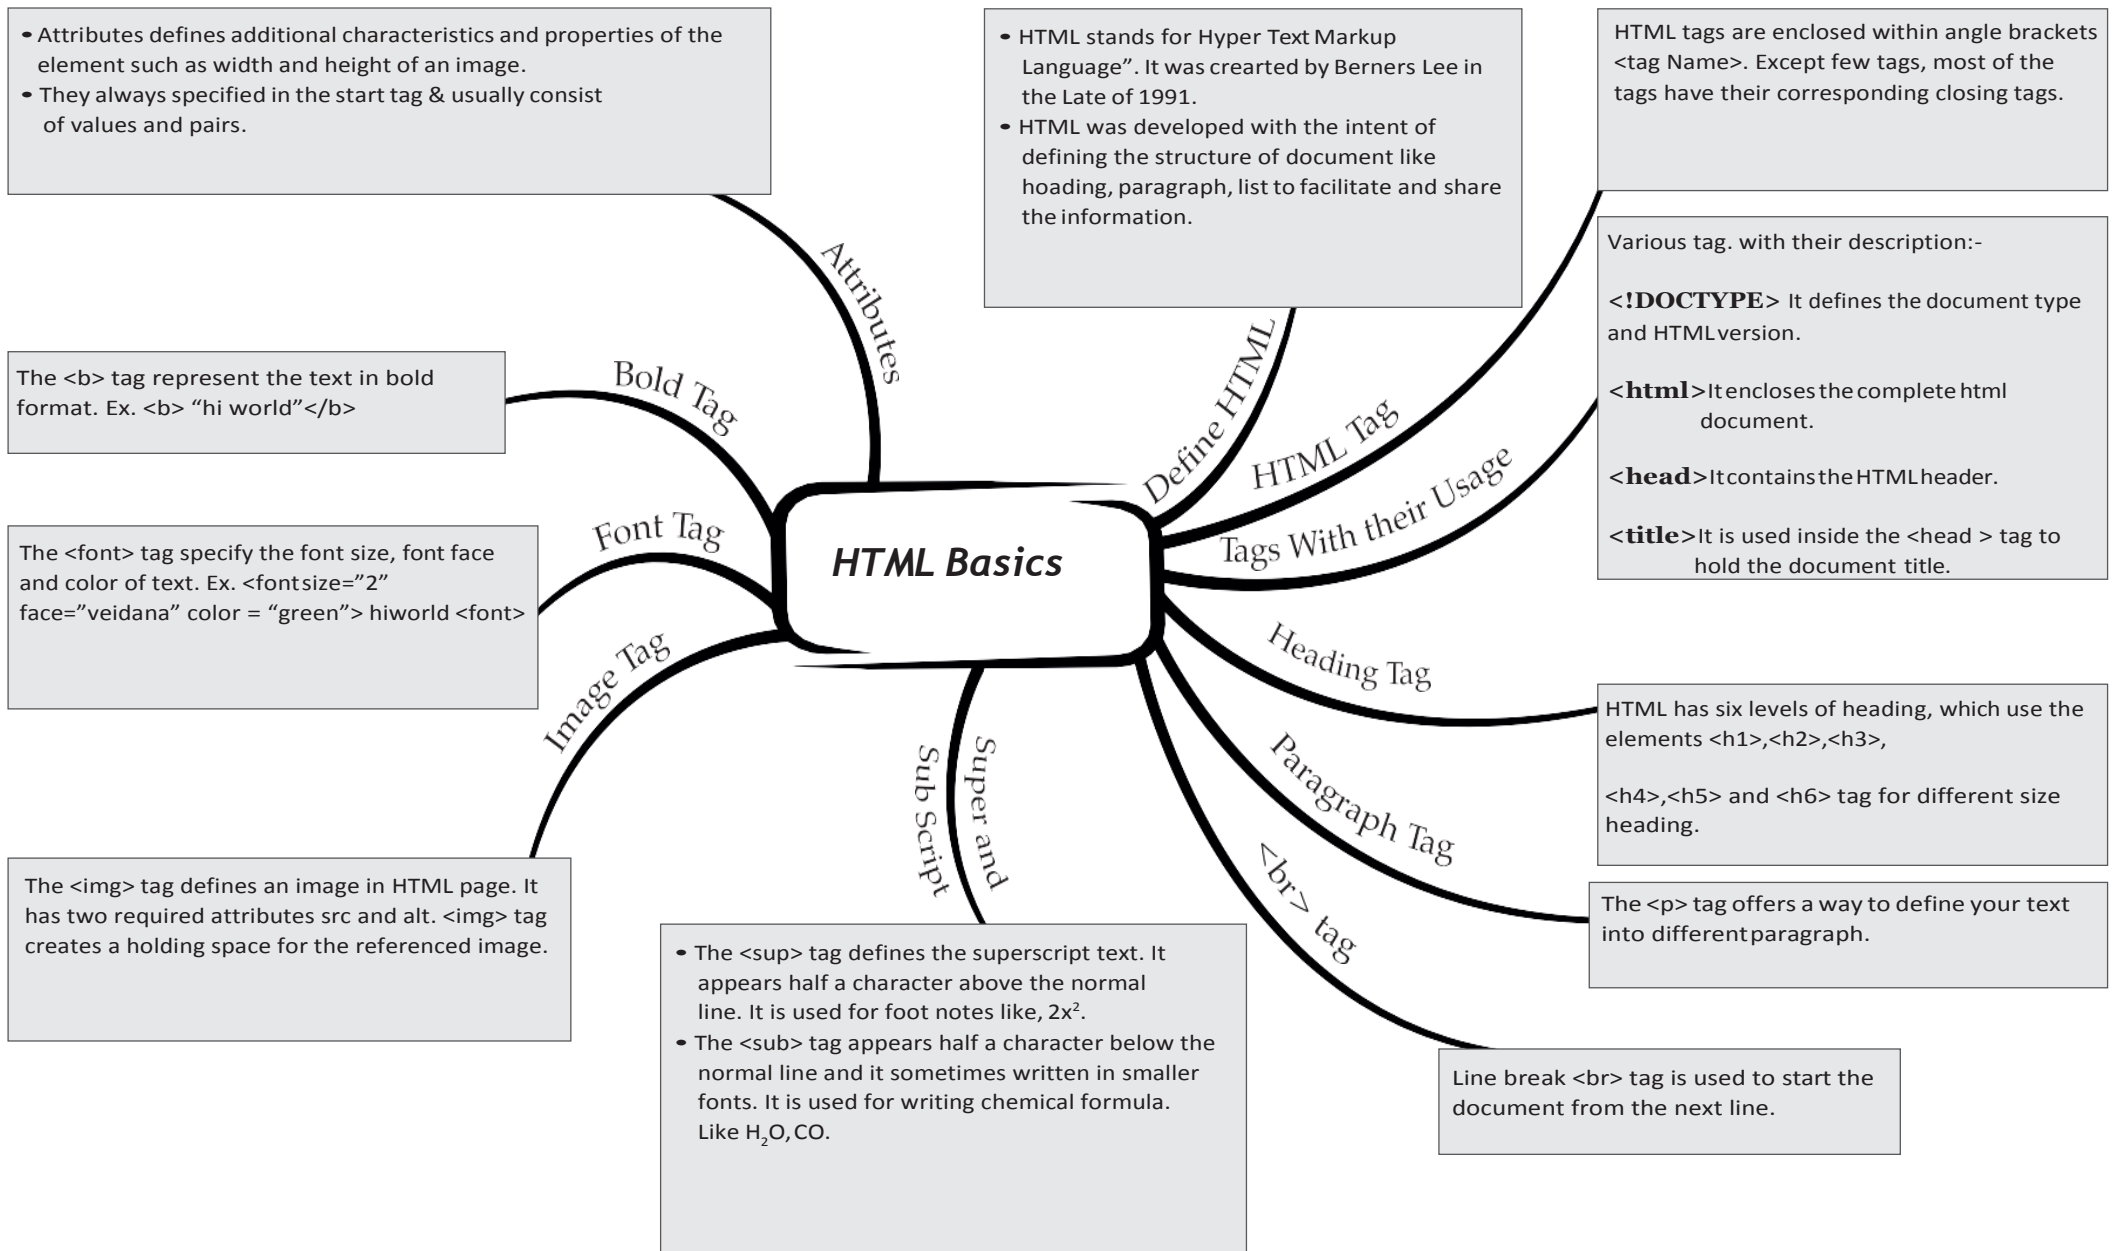 • Attributes defines additional characteristics and properties of the
element such as width and height of an image.
• They always specified in the start tag & usually consist
of values and pairs.
• HTML stands for Hyper Text Markup
Language”. It was crearted by Berners Lee in
the Late of 1991.
• HTML was developed with the intent of
defining the structure of document like
hoading, paragraph, list to facilitate and share
the information.
HTML tags are enclosed within angle brackets
<tag Name>. Except few tags, most of the
tags have their corresponding closing tags.
Various tag. with their description:-
<!DOCTYPE> It defines the document type
and HTML version.
<html>It encloses the complete html
document.
<head>It contains the HTML header.
<title>It is used inside the <head > tag to
hold the document title.
Attributes
Define HTML
HTML Tag
Tags With their Usage
The <b> tag represent the text in bold
format. Ex. <b> “hi world”</b>
Bold Tag
The <font> tag specify the font size, font face
and color of text. Ex. <font size=”2”
face=”veidana” color = “green”> hiworld <font>
Font Tag
HTML Basics
Image Tag
Heading Tag
HTML has six levels of heading, which use the
elements <h1>,<h2>,<h3>,
<h4>,<h5> and <h6> tag for different size
heading.
Super and
Sub Script
Paragraph Tag
<br> tag
The <img> tag defines an image in HTML page. It
has two required attributes src and alt. <img> tag
creates a holding space for the referenced image.
The <p> tag offers a way to define your text
into different paragraph.
• The <sup> tag defines the superscript text. It
appears half a character above the normal
line. It is used for foot notes like, 2x².
• The <sub> tag appears half a character below the
normal line and it sometimes written in smaller
fonts. It is used for writing chemical formula.
Like H₂O, CO.
Line break <br> tag is used to start the
document from the next line.